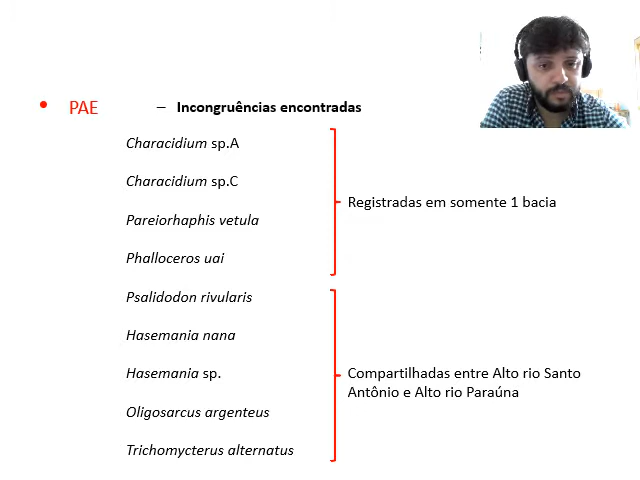 • PAE – Incongruências encontradas
Characidium sp.A
Characidium sp.C
Pareiorhaphis vetula
Phalloceros uai
Registradas em somente 1 bacia
Psalidodon rivularis
Hasemania nana
Hasemania sp.
Oligosarcus argenteus
Trichomycterus alternatus
Compartilhadas entre Alto rio Santo
Antônio e Alto rio Paraúna